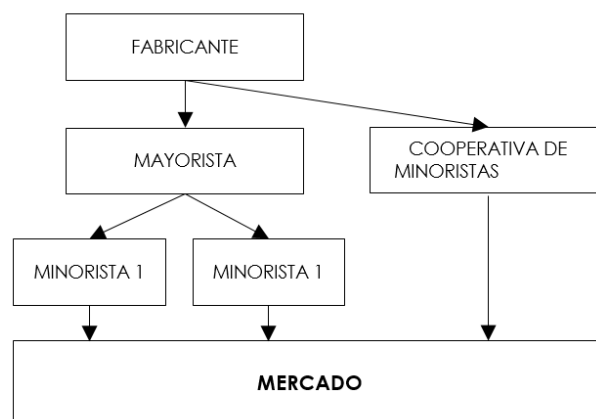 FABRICANTE
MAYORISTA
COOPERATIVA DE
MINORISTAS
MINORISTA 1
MINORISTA 1
MERCADO